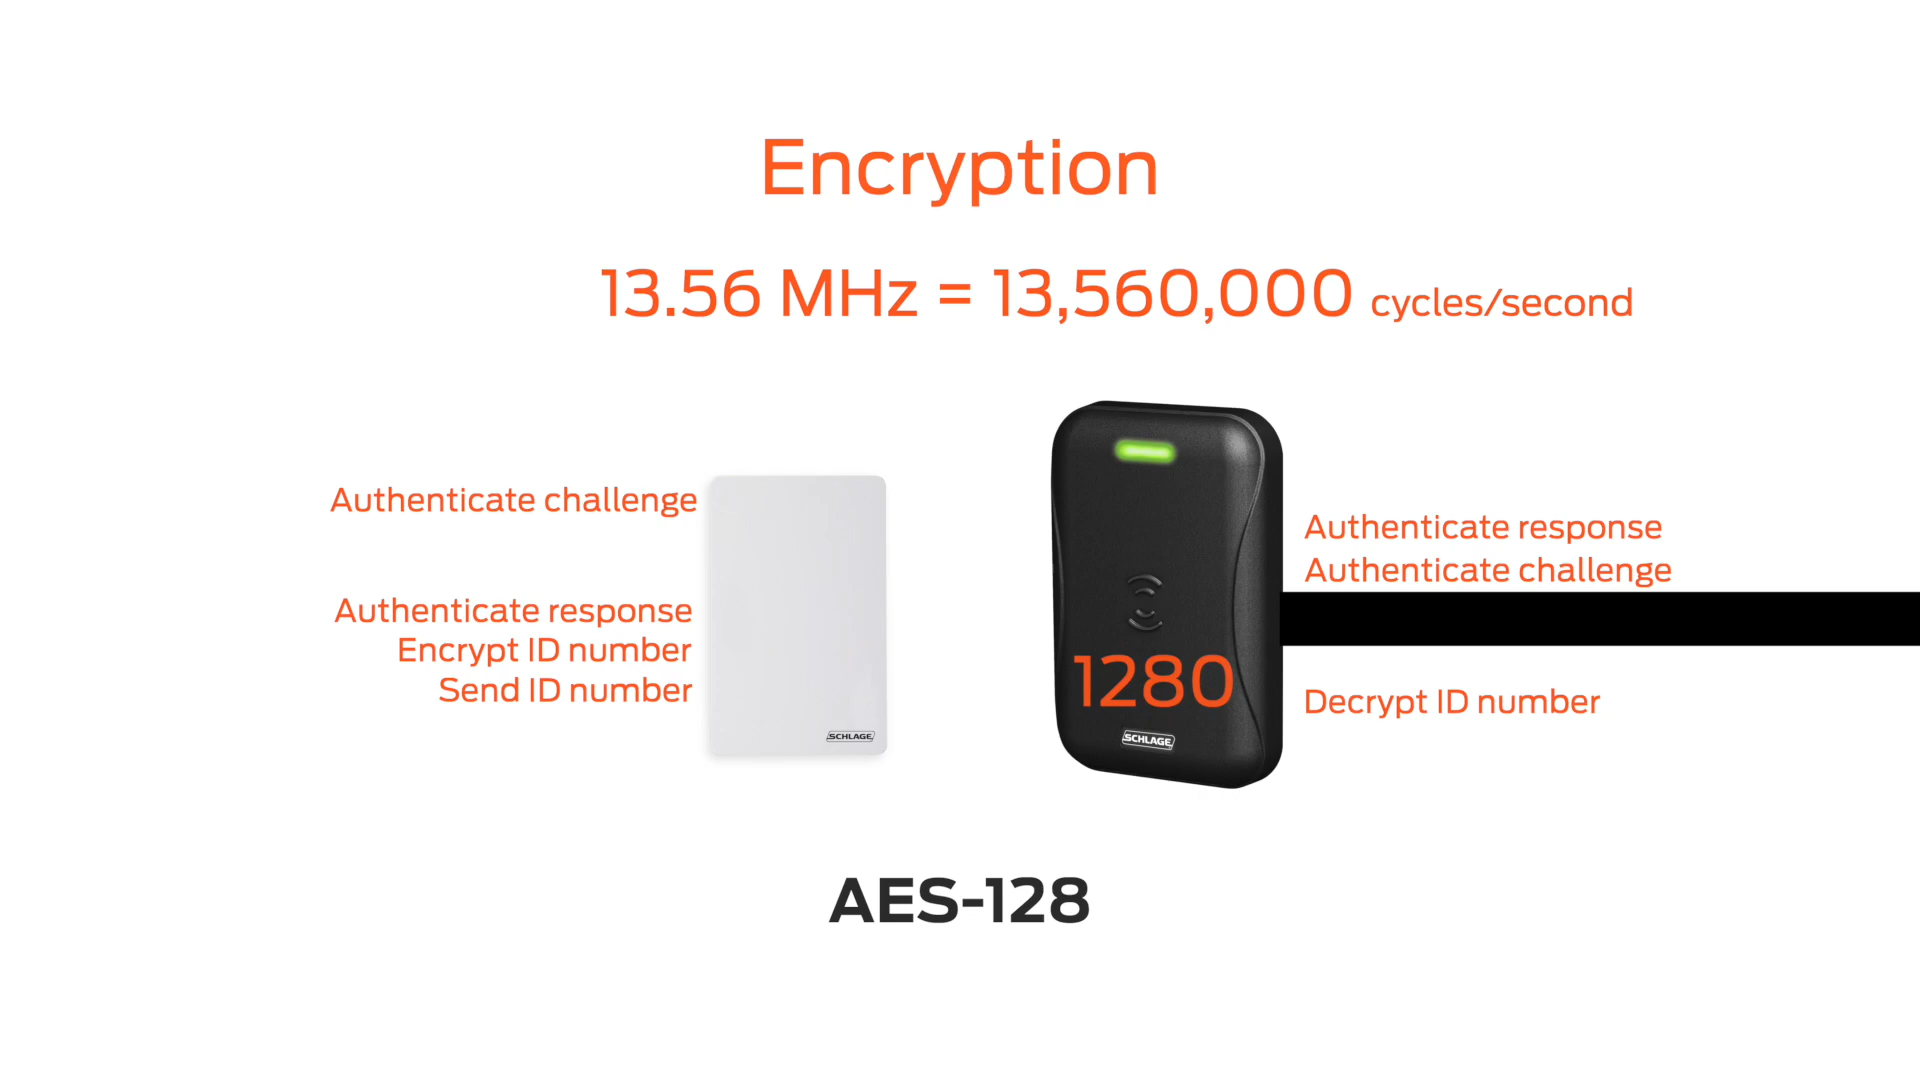 Encryption
13.56 MHz = 13,560,000 cycles/second
Authenticate challenge
Authenticate response
Encrypt ID number
Send ID number
SCHLAGE
1280
SCHLAGE
Authenticate response
Authenticate challenge
Decrypt ID number
AES-128